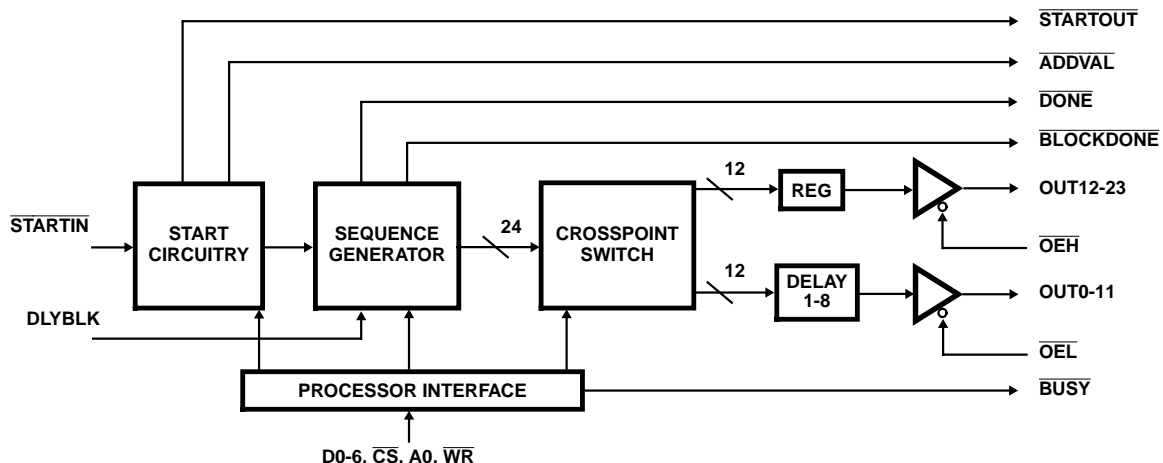 STARTOUT
ADDVAL
DONE
BLOCKDONE
12
REG
OUT12-23
STARTIN
START
CIRCUITRY
SEQUENCE
GENERATOR
24
CROSSPOINT
SWITCH
OEH
12
DELAY
1-8
OUT0-11
DLYBLK
OEL
PROCESSOR INTERFACE
BUSY
D0-6, CS, A0, WR